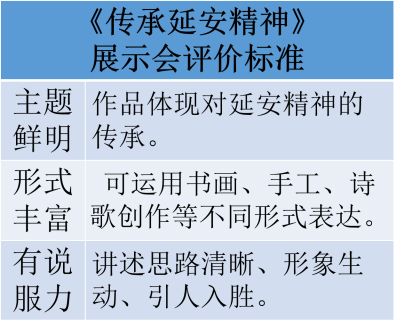 《传承延安精神》
展示会评价标准
主题
鲜明
作品体现对延安精神的
传承。
形式
丰富
可运用书画、手工、诗
歌创作等不同形式表达。
有说
服力
讲述思路清晰、形象生
动、引人入胜。